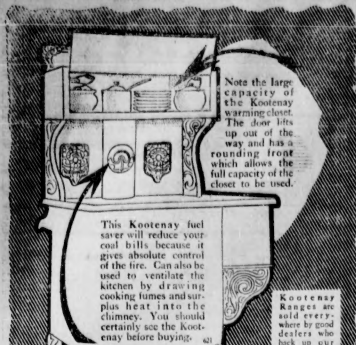 Note the large
capacity of
the Kootenay
warming closet.
The door lifts
up out of the
way and has a
rounding front
which allows the
full capacity of the
closet to be used.
This Kootenay fuel
saver will reduce your
coal bills because it
gives absolute control
of the fire. Can also be
used to ventilate the
kitchen by drawing
cooking fumes and sur-
plus heat into the
chimney. You should
certainly see the Koot-
enay before buying.
621
Kootenay
Ranges are
sold every-
where by good
dealers who
back up our